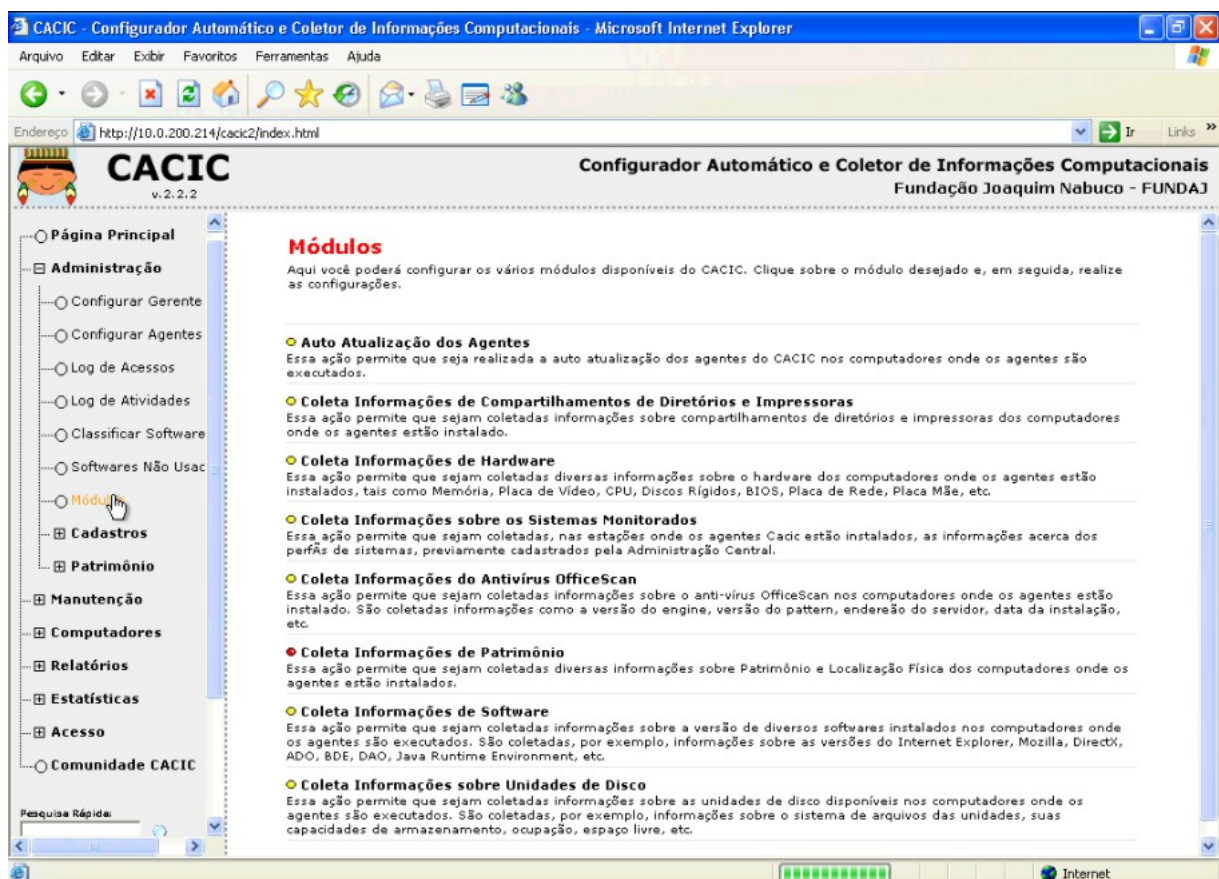 CACIC - Configurador Automático e Coletor de Informações Computacionais - Microsoft Internet Explorer
Arquivo Editar Exibir Favoritos Ferramentas Ajuda
Endereço http://10.0.200.214/cacic2/index.html Ir Links »
CACIC
v.2.2.2
Configurador Automático e Coletor de Informações Computacionais
Fundação Joaquim Nabuco - FUNDAJ
Página Principal
Administração
Configurar Gerente
Configurar Agentes
Log de Acessos
Log de Atividades
Classificar Software
Softwares Não Usac
Módulos
Cadastros
Patrimônio
Manutenção
Computadores
Relatórios
Estatísticas
Acesso
Comunidade CACIC
Pesquisa Rápida:
Módulos
Aqui você poderá configurar os vários módulos disponíveis do CACIC. Clique sobre o módulo desejado e, em seguida, realize
as configurações.
Auto Atualização dos Agentes
Essa ação permite que seja realizada a auto atualização dos agentes do CACIC nos computadores onde os agentes são
executados.
Coleta Informações de Compartilhamentos de Diretórios e Impressoras
Essa ação permite que sejam coletadas informações sobre compartilhamentos de diretórios e impressoras dos computadores
onde os agentes estão instalado.
Coleta Informações de Hardware
Essa ação permite que sejam coletadas diversas informações sobre o hardware dos computadores onde os agentes estão
instalados, tais como Memória, Placa de Vídeo, CPU, Discos Rígidos, BIOS, Placa de Rede, Placa Mãe, etc.
Coleta Informações sobre os Sistemas Monitorados
Essa ação permite que sejam coletadas, nas estações onde os agentes Cacic estão instalados, as informações acerca dos
perfÃs de sistemas, previamente cadastrados pela Administração Central.
Coleta Informações do Antivírus OfficeScan
Essa ação permite que sejam coletadas informações sobre o anti-vírus OfficeScan nos computadores onde os agentes estão
instalado. São coletadas informações como a versão do engine, versão do pattern, endereão do servidor, data da instalação,
etc.
Coleta Informações de Patrimônio
Essa ação permite que sejam coletadas diversas informações sobre Patrimônio e Localização Física dos computadores onde os
agentes estão instalados.
Coleta Informações de Software
Essa ação permite que sejam coletadas informações sobre a versão de diversos softwares instalados nos computadores onde
os agentes são executados. São coletadas, por exemplo, informações sobre as versões do Internet Explorer, Mozilla, DirectX,
ADO, BDE, DAO, Java Runtime Environment, etc.
Coleta Informações sobre Unidades de Disco
Essa ação permite que sejam coletadas informações sobre as unidades de disco disponíveis nos computadores onde os
agentes são executados. São coletadas, por exemplo, informações sobre o sistema de arquivos das unidades, suas
capacidades de armazenamento, ocupação, espaço livre, etc.
Internet